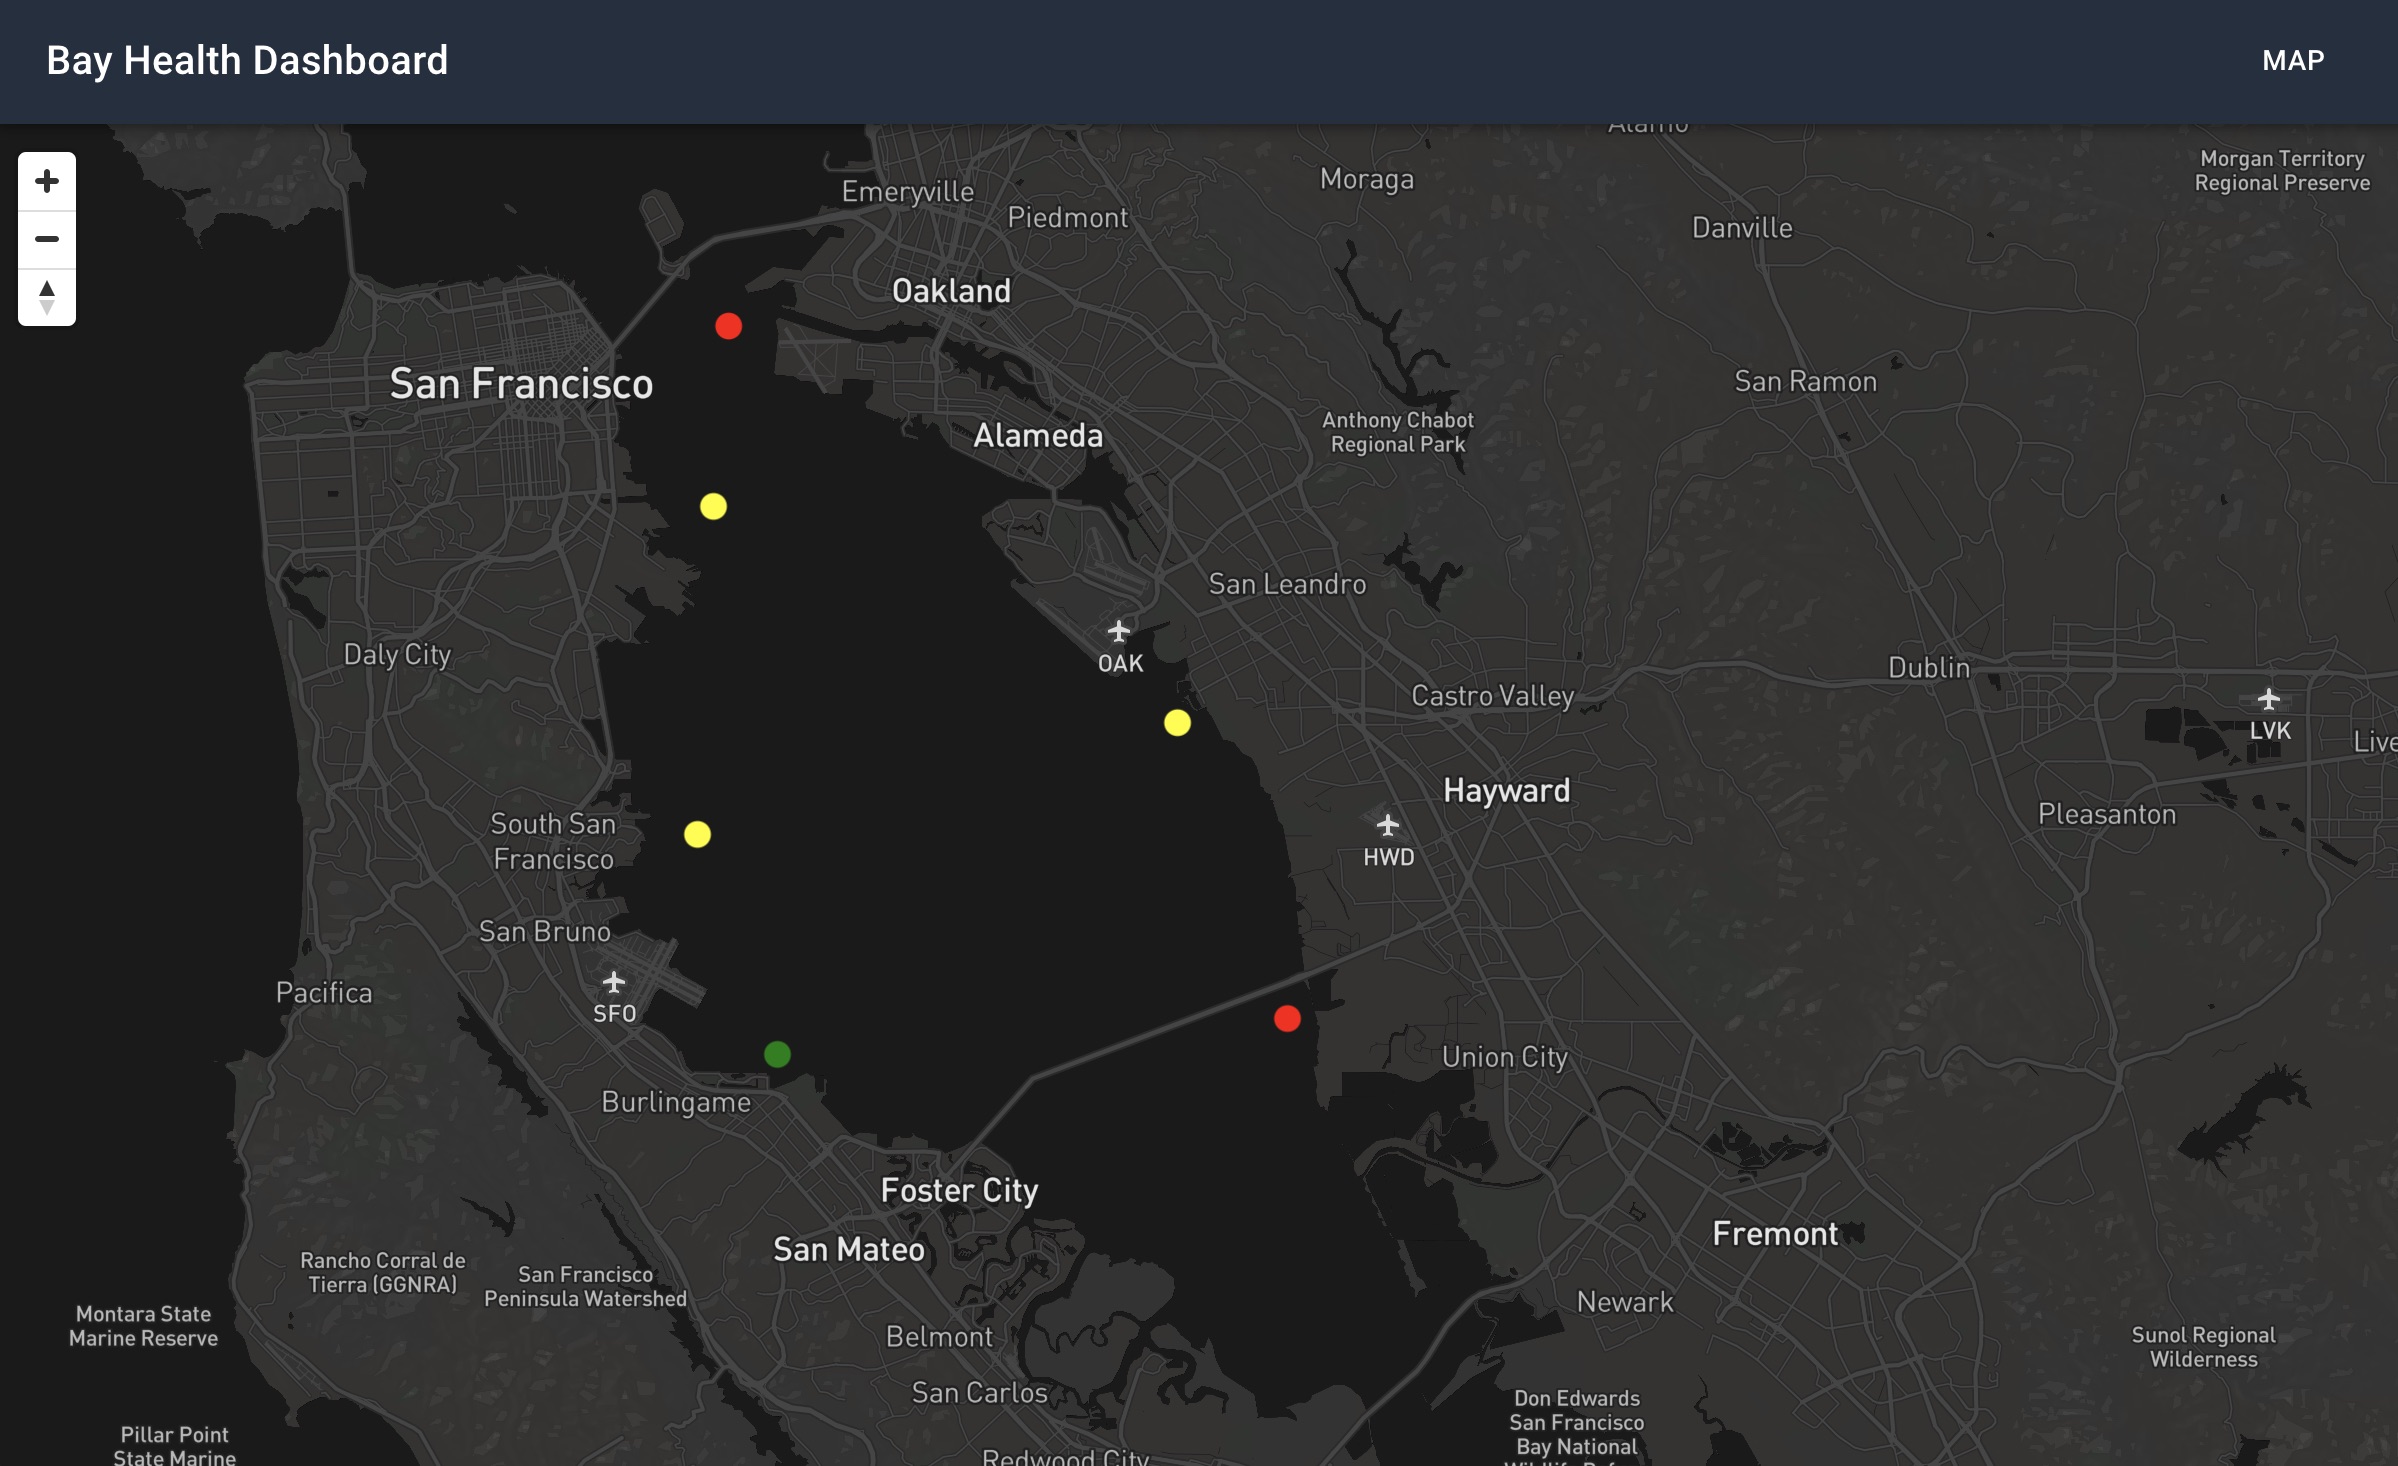 Bay Health Dashboard
MAP
Alamo
Morgan Territory
Regional Preserve
Moraga
Emeryville
Piedmont
Danville
Oakland
San Francisco
San Ramon
Anthony Chabot
Regional Park
Alameda
San Leandro
OAK
Daly City
Castro Valley
Dublin
LVK
Live
Hayward
HWD
Pleasanton
South San
Francisco
San Bruno
SFO
Pacifica
Union City
Burlingame
Foster City
San Mateo
Fremont
Rancho Corral de
Tierra (GGNRA)
San Francisco
Peninsula Watershed
Montara State
Marine Reserve
Newark
Belmont
Sunol Regional
Wilderness
San Carlos
Don Edwards
San Francisco
Bay National
Pillar Point
State Marine
Redwood City